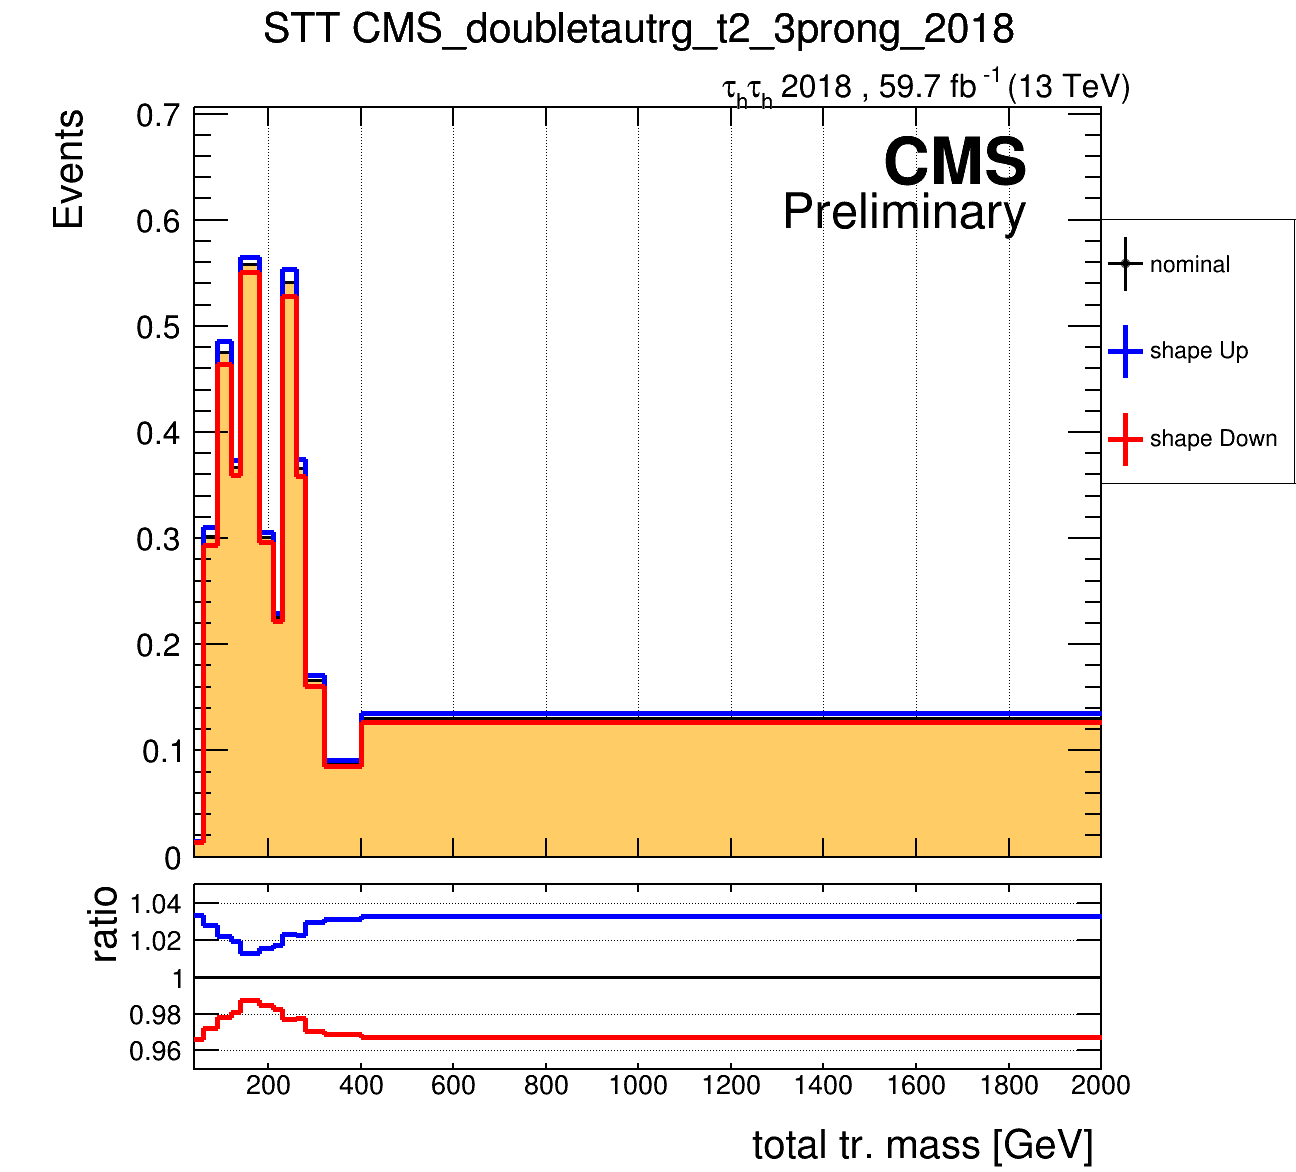 STT CMS_doubletautrg_t2_3prong_2018
τhτh 2018 , 59.7 fb-1 (13 TeV)
Events
CMS
Preliminary
0.7
0.6
0.5
0.4
0.3
0.2
0.1
0
nominal
shape Up
shape Down
ratio
1.04
1.02
1
0.98
0.96
200 400 600 800 1000 1200 1400 1600 1800 2000
total tr. mass [GeV]